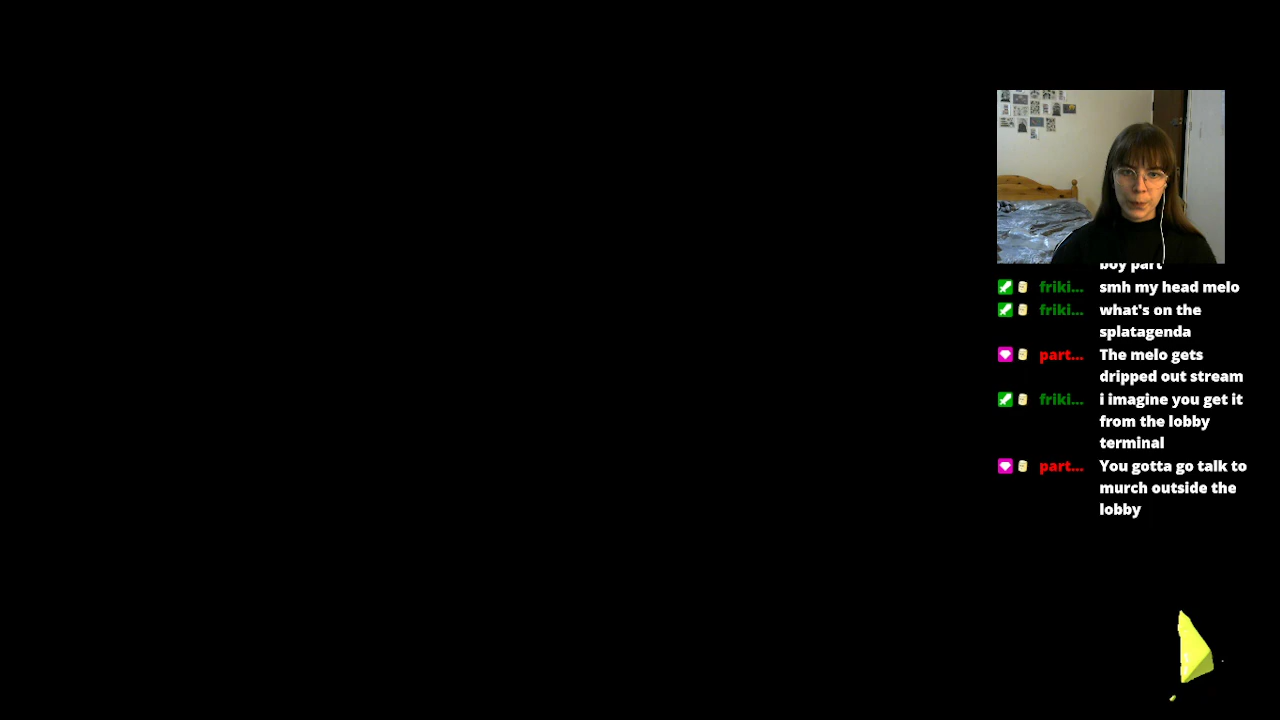 boy part
friki... smh my head melo
friki... what's on the
splatagenda
part... The melo gets
dripped out stream
friki... i imagine you get it
from the lobby
terminal
part... You gotta go talk to
murch outside the
lobby